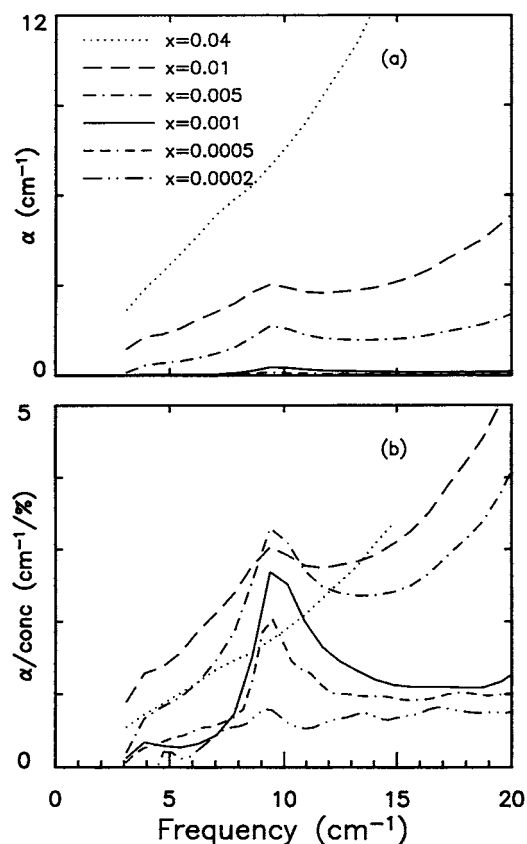 12
x=0.04
x=0.01
x=0.005
x=0.001
x=0.0005
x=0.0002
(a)
α (cm⁻¹)
0
5
(b)
α/conc (cm⁻¹/%)
0
0 5 10 15 20
Frequency (cm⁻¹)